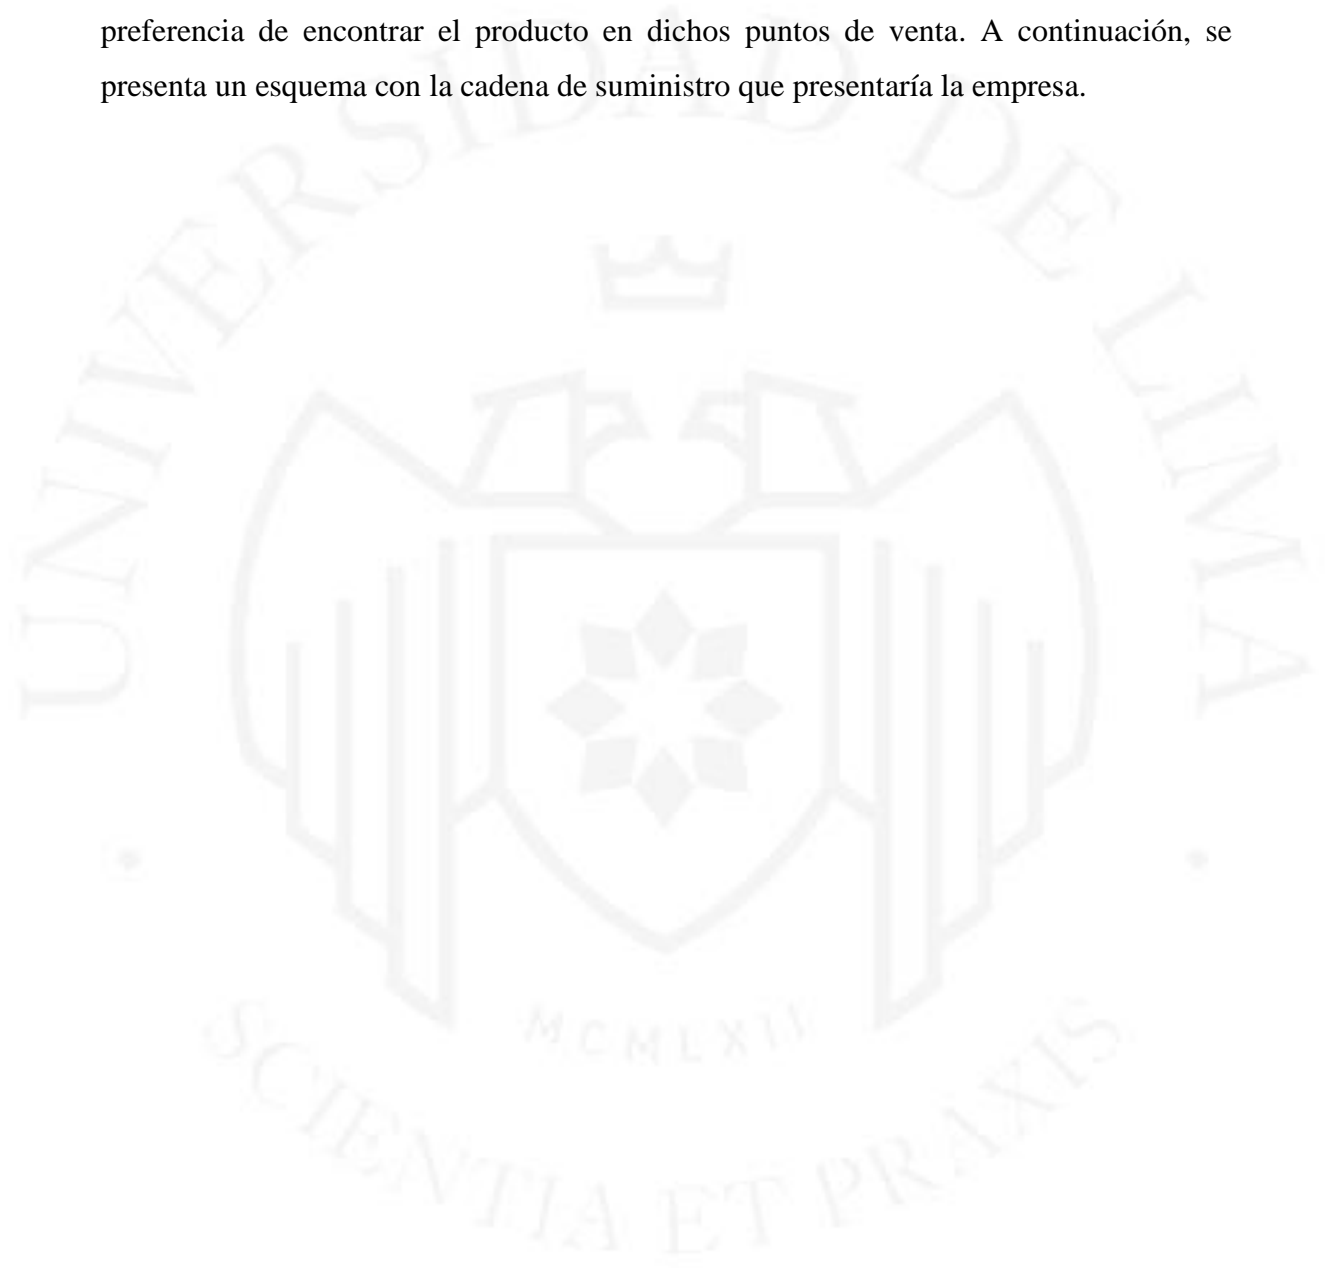 preferencia de encontrar el producto en dichos puntos de venta. A continuación, se
presenta un esquema con la cadena de suministro que presentaría la empresa.
UNIVERSIDAD DE LIMA
MCMLXII
SCIENTIA ET PRAXIS